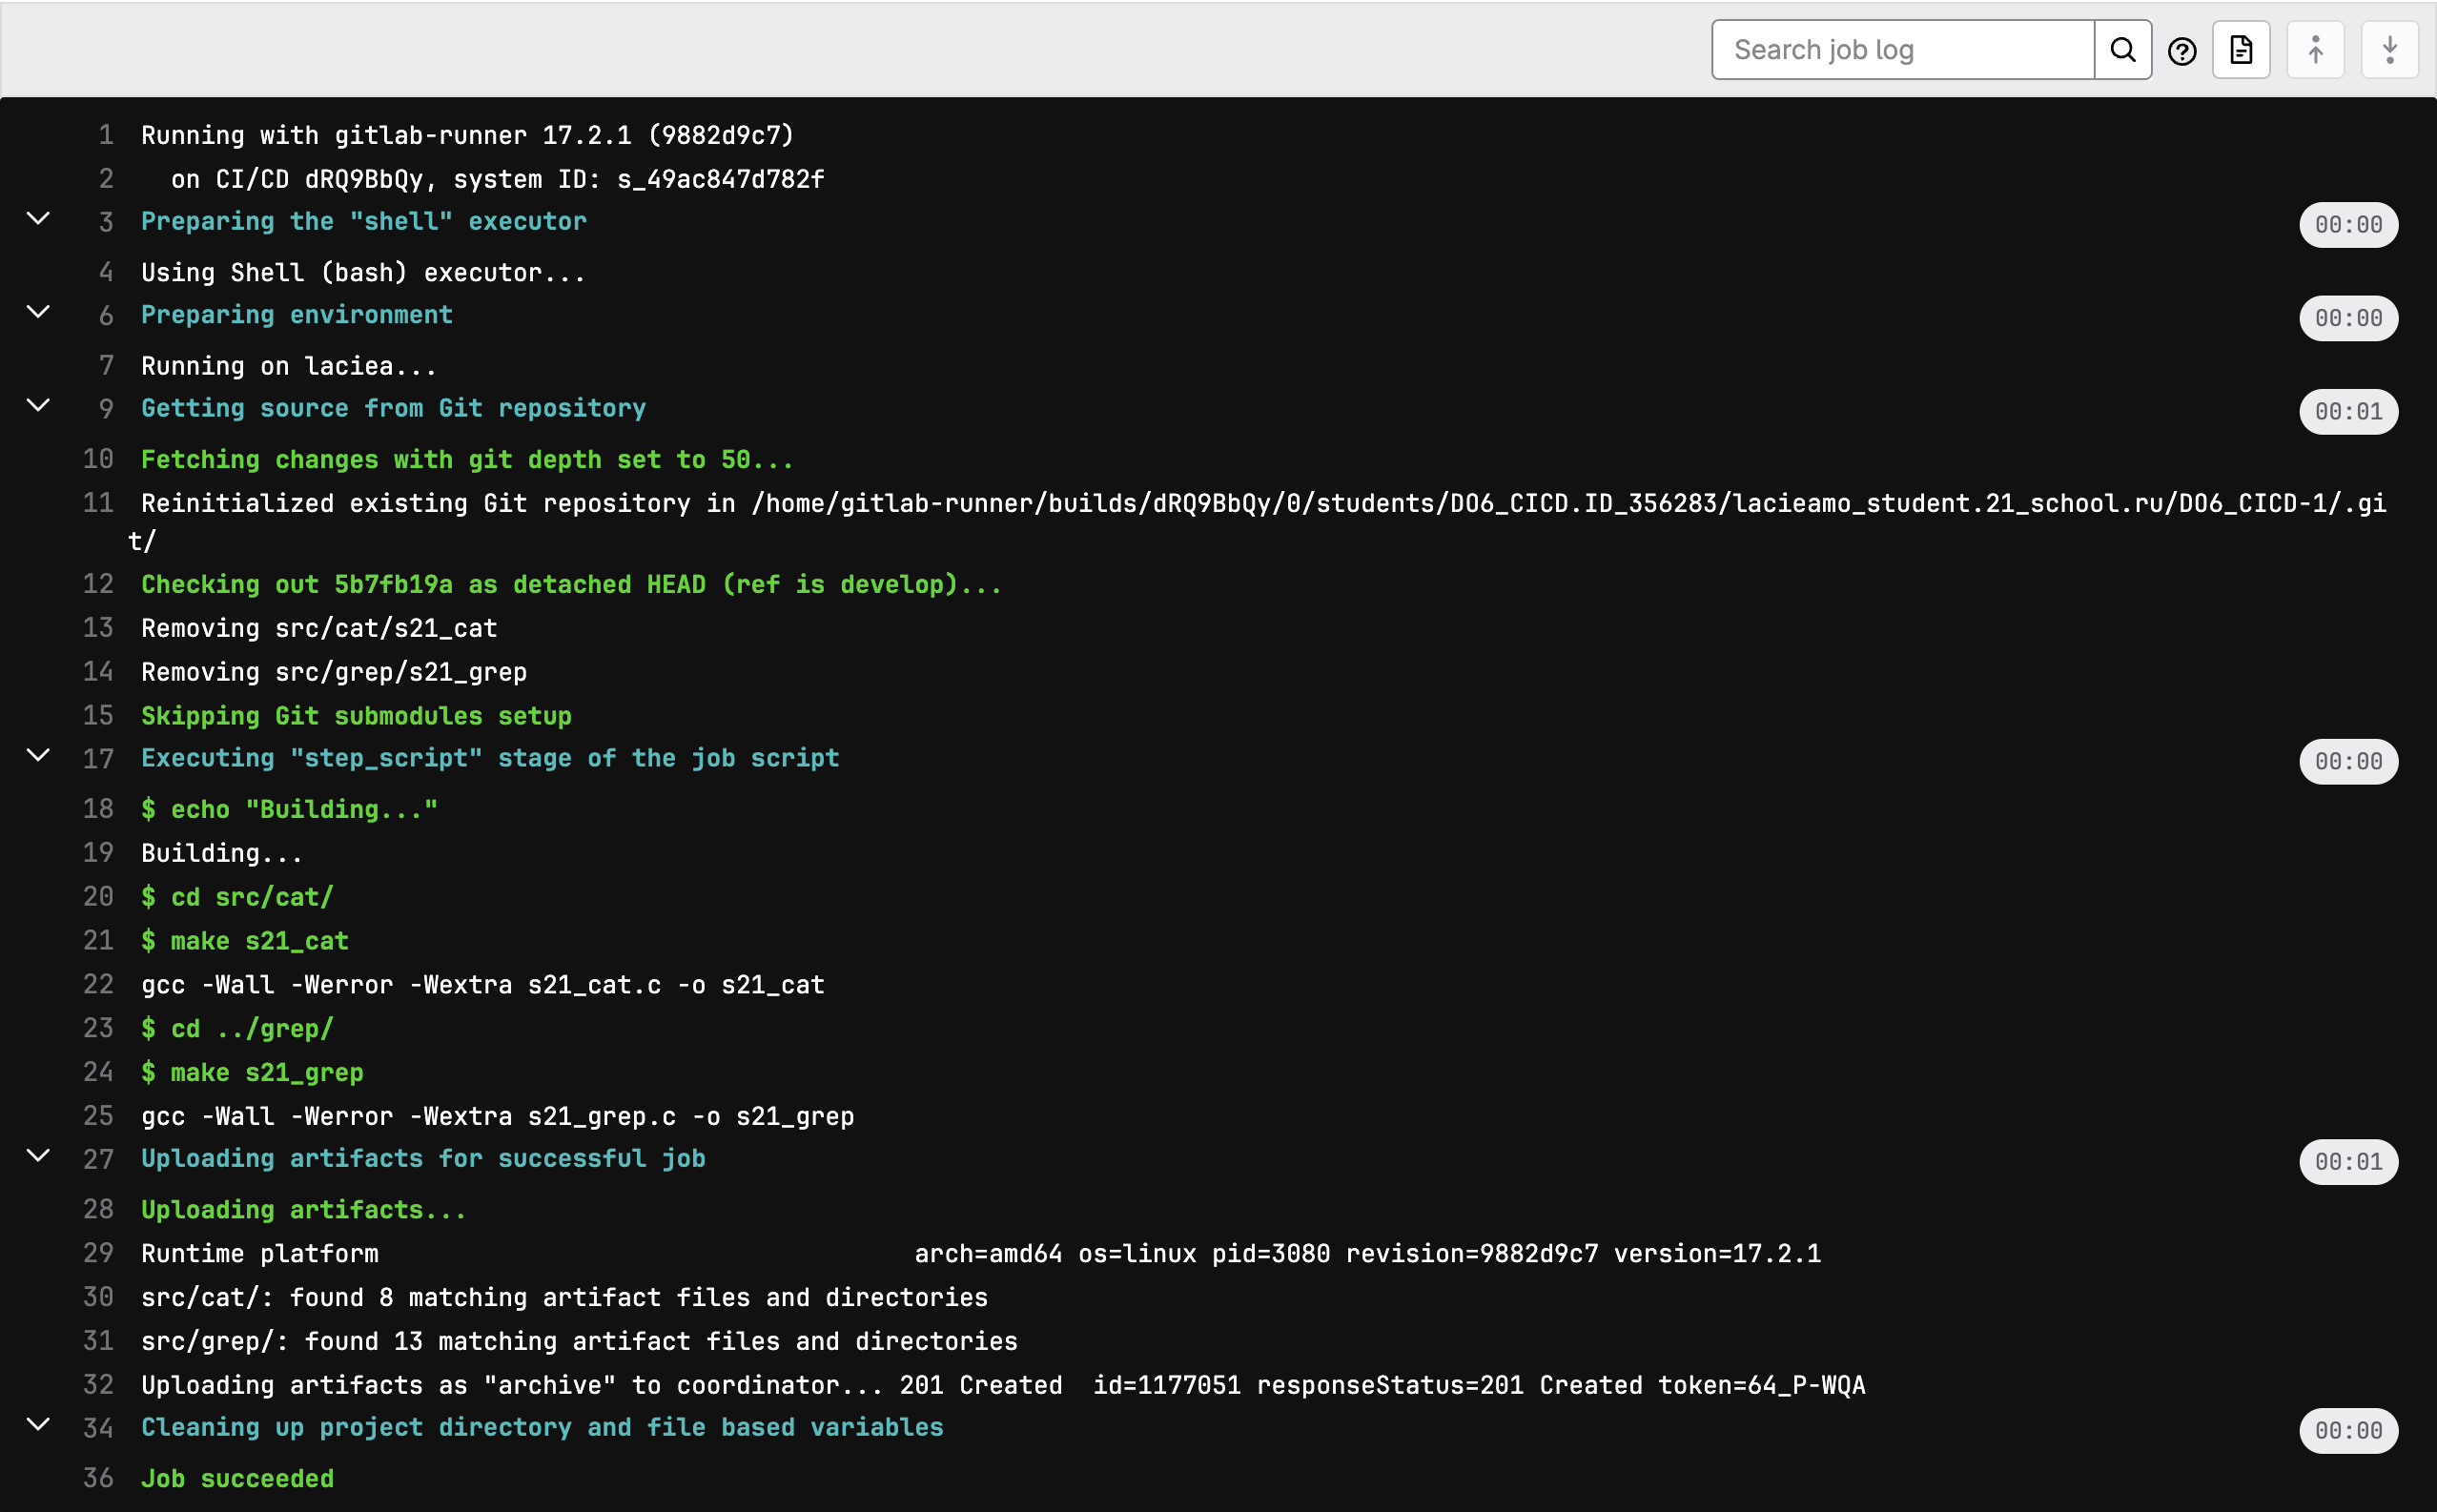 Search job log
1 Running with gitlab-runner 17.2.1 (9882d9c7)
2 on CI/CD dRQ9BbQy, system ID: s_49ac847d782f
3 Preparing the "shell" executor 00:00
4 Using Shell (bash) executor...
6 Preparing environment 00:00
7 Running on laciea...
9 Getting source from Git repository 00:01
10 Fetching changes with git depth set to 50...
11 Reinitialized existing Git repository in /home/gitlab-runner/builds/dRQ9BbQy/0/students/DO6_CICD.ID_356283/lacieamo_student.21_school.ru/DO6_CICD-1/.gi
t/
12 Checking out 5b7fb19a as detached HEAD (ref is develop)...
13 Removing src/cat/s21_cat
14 Removing src/grep/s21_grep
15 Skipping Git submodules setup
17 Executing "step_script" stage of the job script 00:00
18 $ echo "Building..."
19 Building...
20 $ cd src/cat/
21 $ make s21_cat
22 gcc -Wall -Werror -Wextra s21_cat.c -o s21_cat
23 $ cd ../grep/
24 $ make s21_grep
25 gcc -Wall -Werror -Wextra s21_grep.c -o s21_grep
27 Uploading artifacts for successful job 00:01
28 Uploading artifacts...
29 Runtime platform arch=amd64 os=linux pid=3080 revision=9882d9c7 version=17.2.1
30 src/cat/: found 8 matching artifact files and directories
31 src/grep/: found 13 matching artifact files and directories
32 Uploading artifacts as "archive" to coordinator... 201 Created id=1177051 responseStatus=201 Created token=64_P-WQA
34 Cleaning up project directory and file based variables 00:00
36 Job succeeded